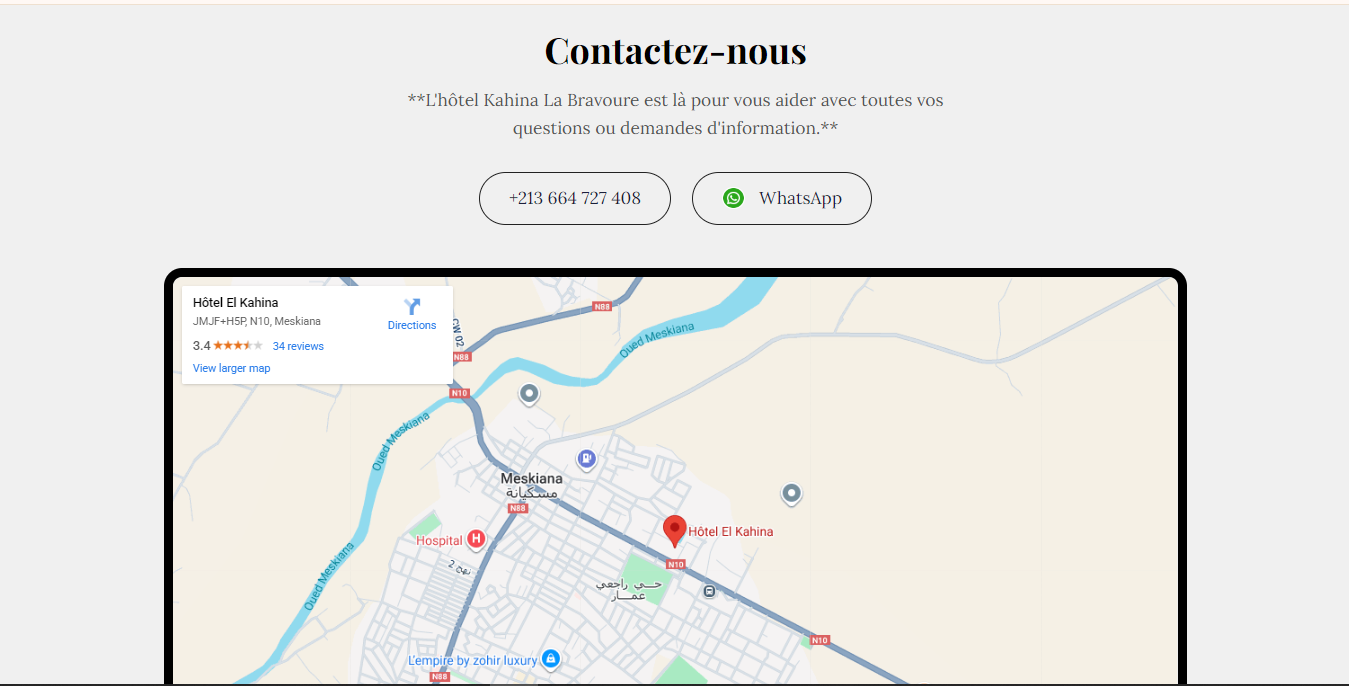 Contactez-nous
**L'hôtel Kahina La Bravoure est là pour vous aider avec toutes vos
questions ou demandes d'information.**
+213 664 727 408
WhatsApp
Hôtel El Kahina
JMJF+H5P, N10, Meskiana
Directions
3.4
34 reviews
View larger map
CW 02
N88
N88
Oued Meskiana
N10
Oued Meskiana
Meskiana
مسكيانة
N88
Hôtel El Kahina
Hospital
H
N10
نهج 2
Oued Meskiana
حي راجعي
عمار
N10
L'empire by zohir luxury
N88